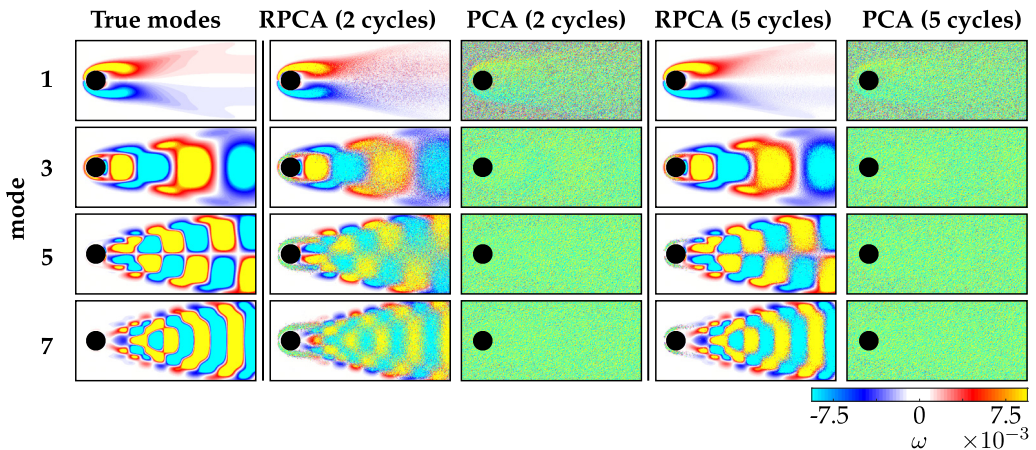 True modes RPCA (2 cycles) PCA (2 cycles) RPCA (5 cycles) PCA (5 cycles)
mode
1
3
5
7
-7.5 0 7.5
ω ×10⁻³